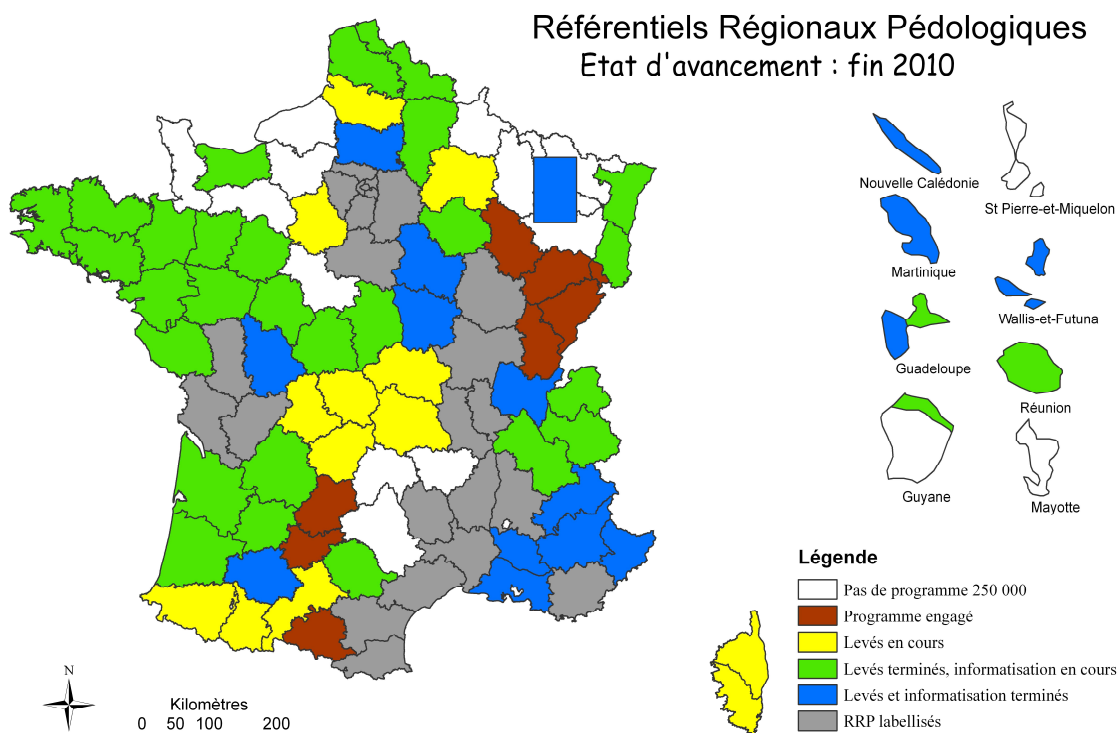 Référentiels Régionaux Pédologiques
Etat d'avancement : fin 2010
Nouvelle Calédonie
St Pierre-et-Miquelon
Martinique
Wallis-et-Futuna
Guadeloupe
Réunion
Guyane
Mayotte
Légende
Pas de programme 250 000
Programme engagé
Levés en cours
Levés terminés, informatisation en cours
Levés et informatisation terminés
RRP labellisés
N
Kilomètres
0 50 100 200